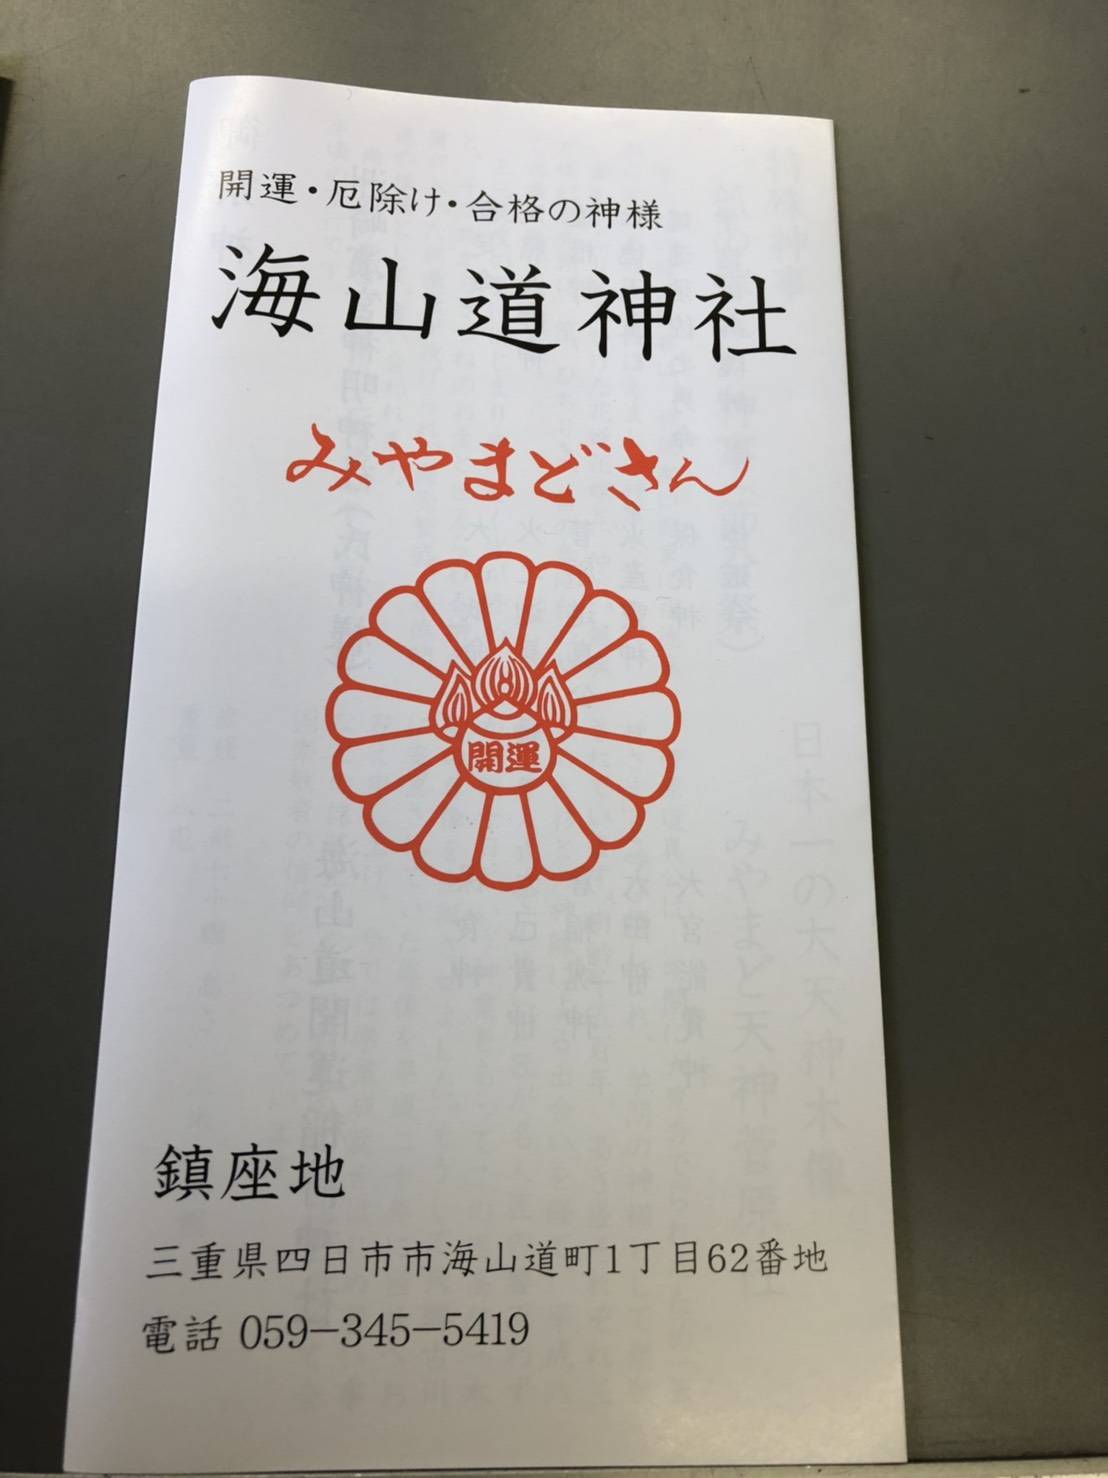 開運・厄除け・合格の神様
海山道神社
みやまどさん
開運
鎮座地
三重県四日市市海山道町1丁目62番地
電話 059-345-5419